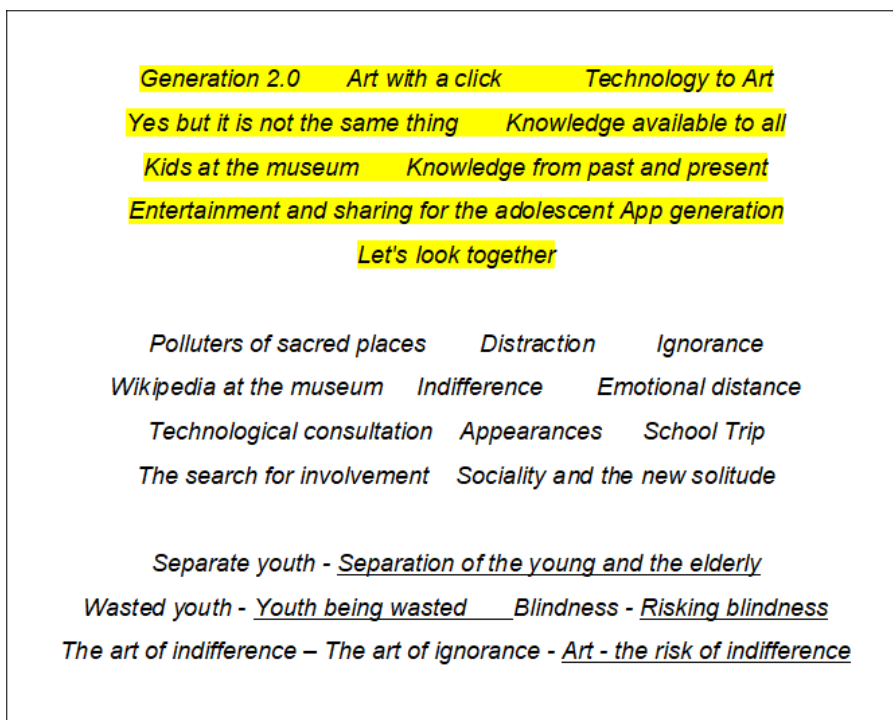 Generation 2.0 Art with a click Technology to Art
Yes but it is not the same thing Knowledge available to all
Kids at the museum Knowledge from past and present
Entertainment and sharing for the adolescent App generation
Let's look together
Polluters of sacred places Distraction Ignorance
Wikipedia at the museum Indifference Emotional distance
Technological consultation Appearances School Trip
The search for involvement Sociality and the new solitude
Separate youth - Separation of the young and the elderly
Wasted youth - Youth being wasted Blindness - Risking blindness
The art of indifference – The art of ignorance - Art - the risk of indifference